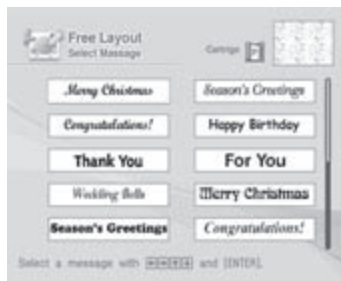 Free Layout
Select Message
Cartrige
Merry Christmas
Season's Greetings
Congratulations!
Happy Birthday
Thank You
For You
Wedding Bells
Merry Christmas
Season's Greetings
Congratulations!
Select a message with and [ENTER].